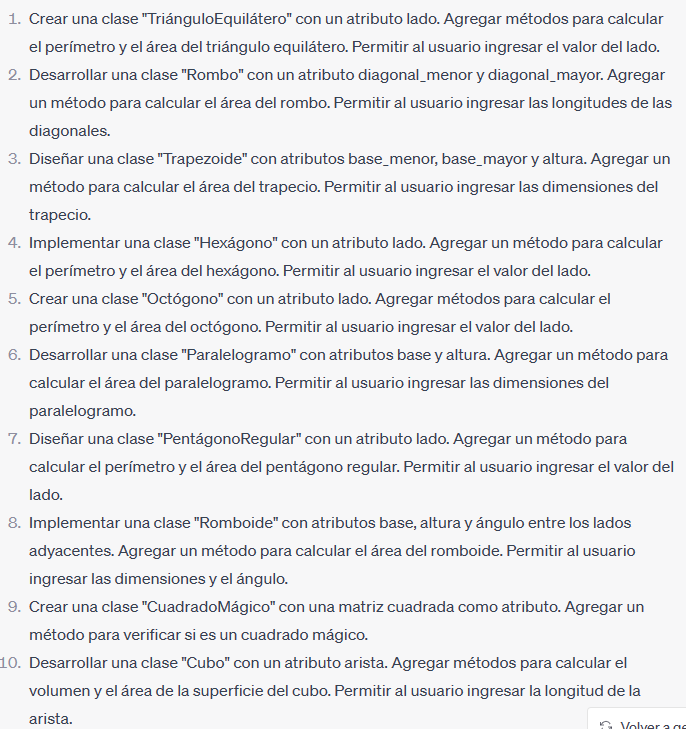 1. Crear una clase "TriánguloEquilátero" con un atributo lado. Agregar métodos para calcular
el perímetro y el área del triángulo equilátero. Permitir al usuario ingresar el valor del lado.
2. Desarrollar una clase "Rombo" con un atributo diagonal_menor y diagonal_mayor. Agregar
un método para calcular el área del rombo. Permitir al usuario ingresar las longitudes de las
diagonales.
3. Diseñar una clase "Trapezoide" con atributos base_menor, base_mayor y altura. Agregar un
método para calcular el área del trapecio. Permitir al usuario ingresar las dimensiones del
trapecio.
4. Implementar una clase "Hexágono" con un atributo lado. Agregar un método para calcular
el perímetro y el área del hexágono. Permitir al usuario ingresar el valor del lado.
5. Crear una clase "Octógono" con un atributo lado. Agregar métodos para calcular el
perímetro y el área del octógono. Permitir al usuario ingresar el valor del lado.
6. Desarrollar una clase "Paralelogramo" con atributos base y altura. Agregar un método para
calcular el área del paralelogramo. Permitir al usuario ingresar las dimensiones del
paralelogramo.
7. Diseñar una clase "PentágonoRegular" con un atributo lado. Agregar un método para
calcular el perímetro y el área del pentágono regular. Permitir al usuario ingresar el valor del
lado.
8. Implementar una clase "Romboide" con atributos base, altura y ángulo entre los lados
adyacentes. Agregar un método para calcular el área del romboide. Permitir al usuario
ingresar las dimensiones y el ángulo.
9. Crear una clase "CuadradoMágico" con una matriz cuadrada como atributo. Agregar un
método para verificar si es un cuadrado mágico.
10. Desarrollar una clase "Cubo" con un atributo arista. Agregar métodos para calcular el
volumen y el área de la superficie del cubo. Permitir al usuario ingresar la longitud de la
arista.
Volver a ge